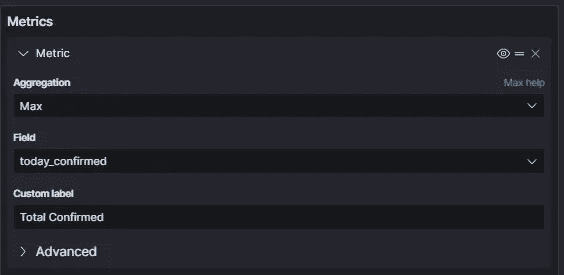 Metrics
Metric
Aggregation Max help
Max
Field
today_confirmed
Custom label
Total Confirmed
Advanced